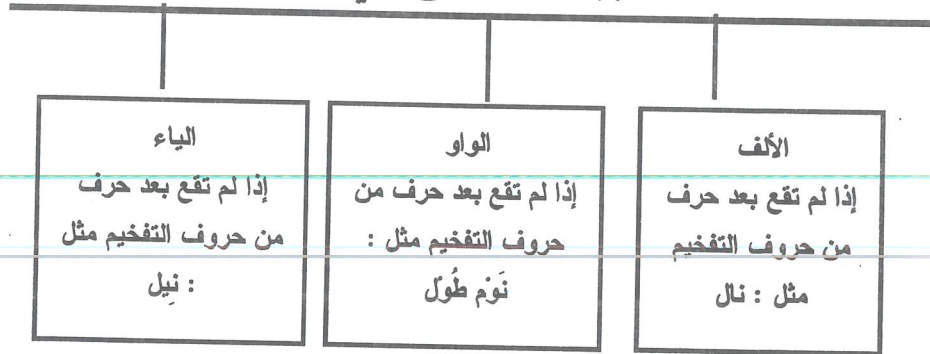 الألف
إذا لم تقع بعد حرف
من حروف التفخيم
مثل : نال
الواو
إذا لم تقع بعد حرف من
حروف التفخيم مثل :
نَوْم طُوْل
الياء
إذا لم تقع بعد حرف
من حروف التفخيم مثل
: نِيل